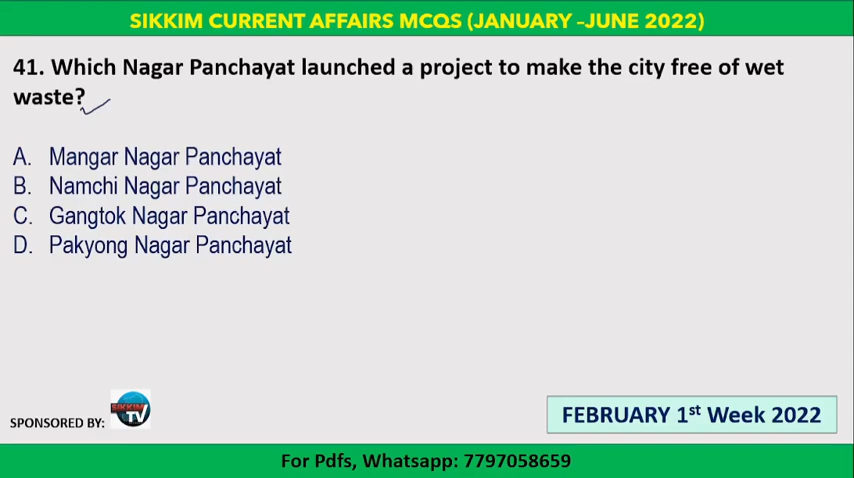 SIKKIM CURRENT AFFAIRS MCQS (JANUARY –JUNE 2022)
41. Which Nagar Panchayat launched a project to make the city free of wet
waste?
A. Mangar Nagar Panchayat
B. Namchi Nagar Panchayat
C. Gangtok Nagar Panchayat
D. Pakyong Nagar Panchayat
SPONSORED BY:
SIKKIM
TV
FEBRUARY 1st Week 2022
For Pdfs, Whatsapp: 7797058659